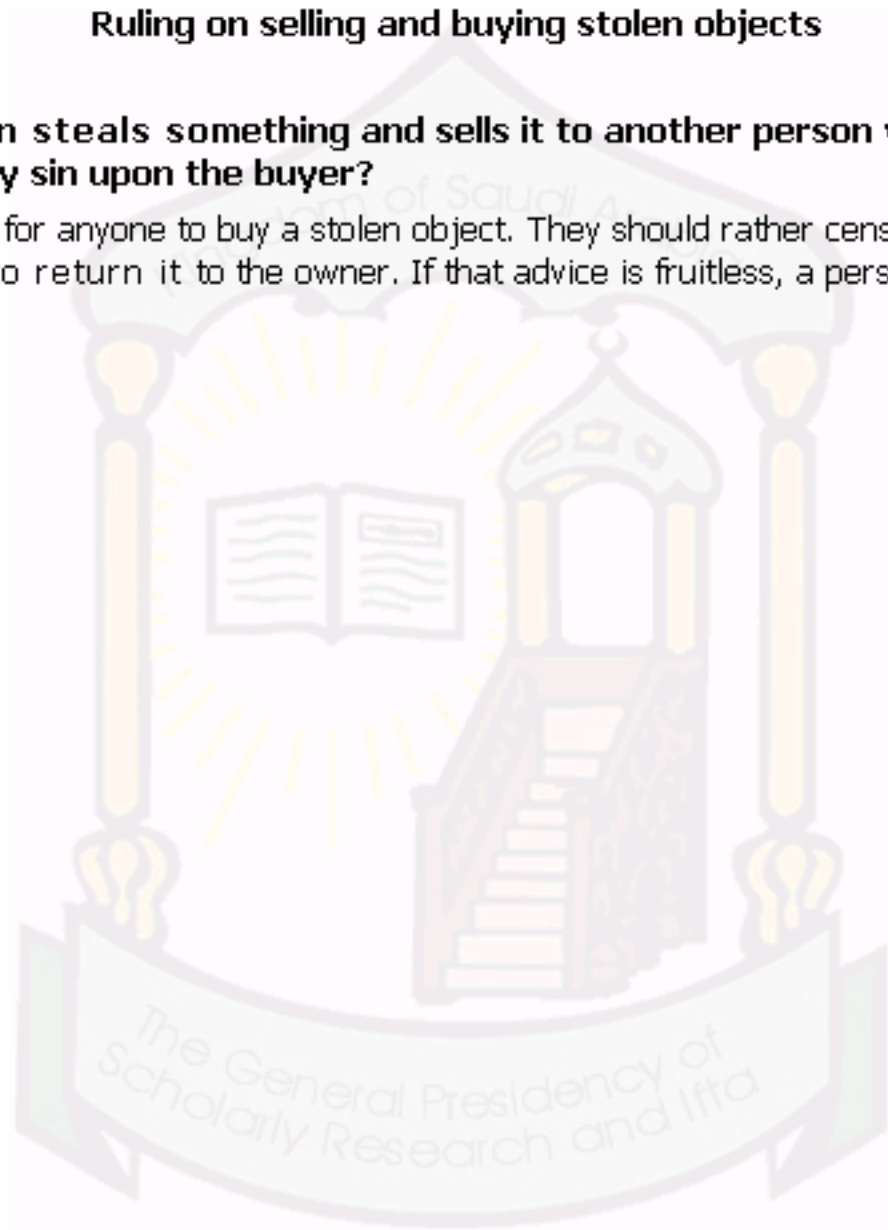 Ruling on selling and buying stolen objects
n steals something and sells it to another person
y sin upon the buyer?
for anyone to buy a stolen object. They should rather cens
o return it to the owner. If that advice is fruitless, a pers
Kingdom of Saudi Arabia
The General Presidency of
Scholarly Research and Ifta